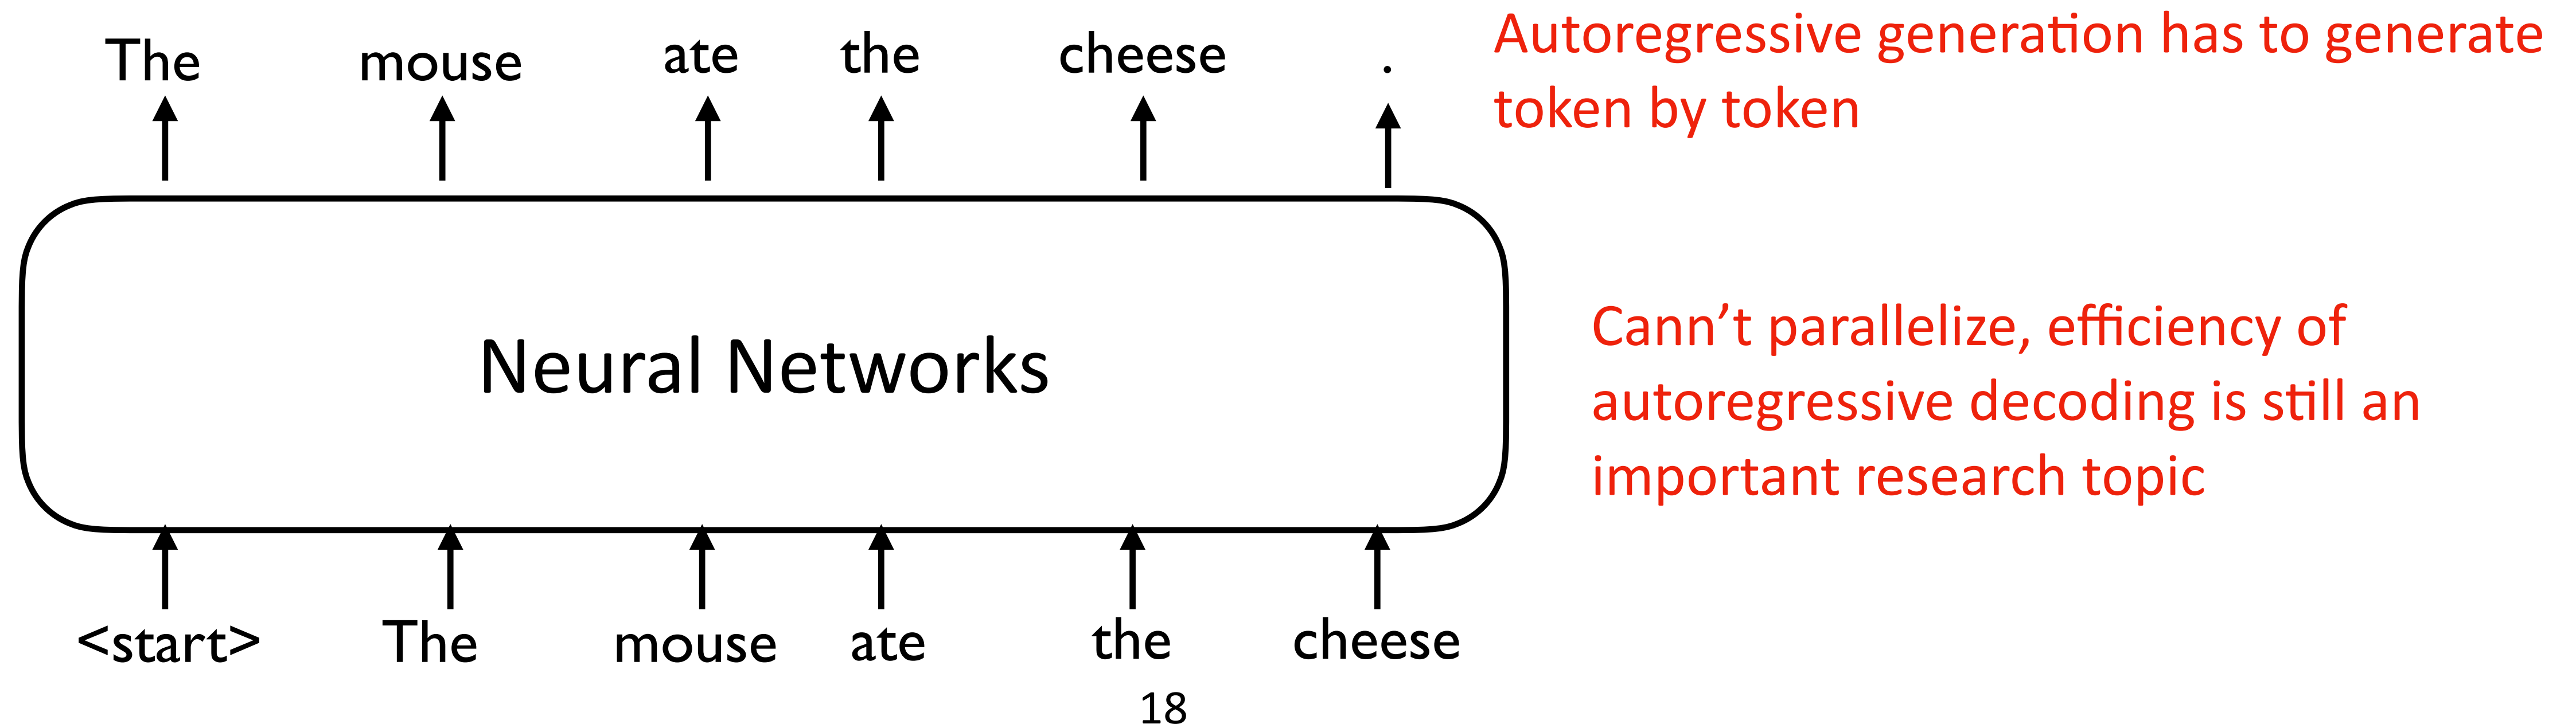 The mouse ate the cheese .
Autoregressive generation has to generate
token by token
Neural Networks
Cann’t parallelize, efficiency of
autoregressive decoding is still an
important research topic
<start> The mouse ate the cheese
18